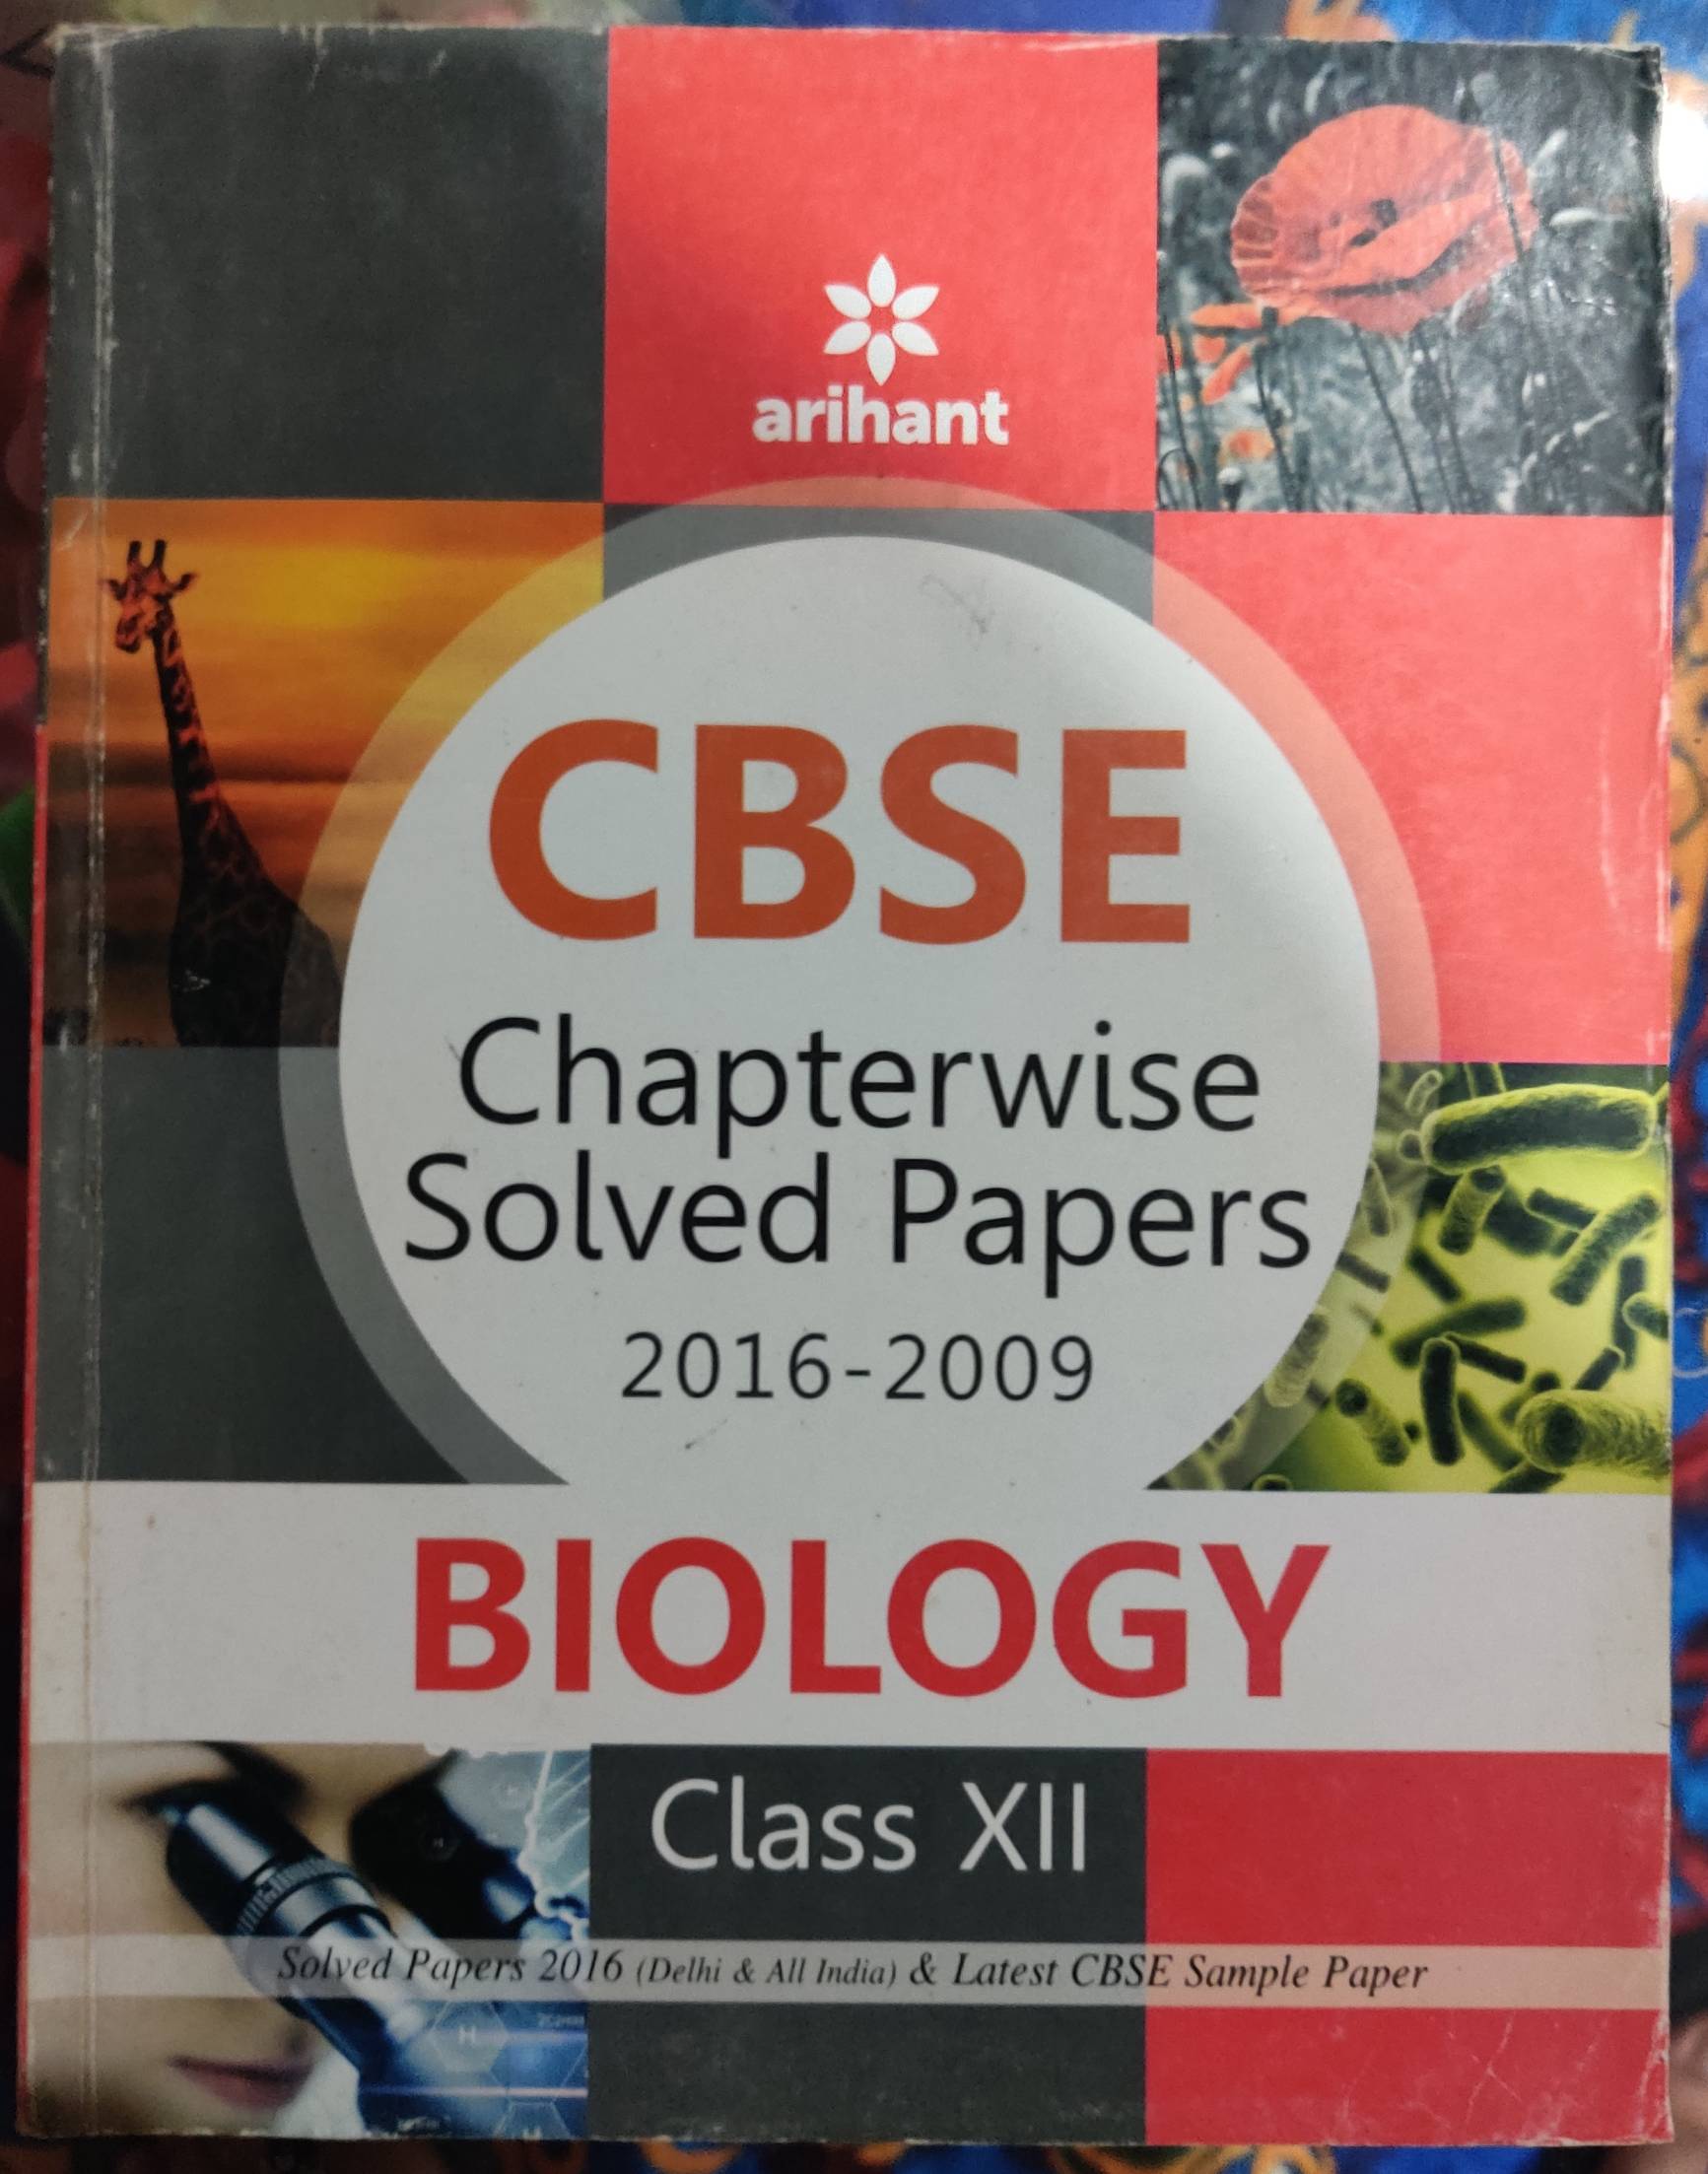 arihant
CBSE
Chapterwise
Solved Papers
2016-2009
BIOLOGY
Class XII
Solved Papers 2016 (Delhi & All India) & Latest CBSE Sample Paper